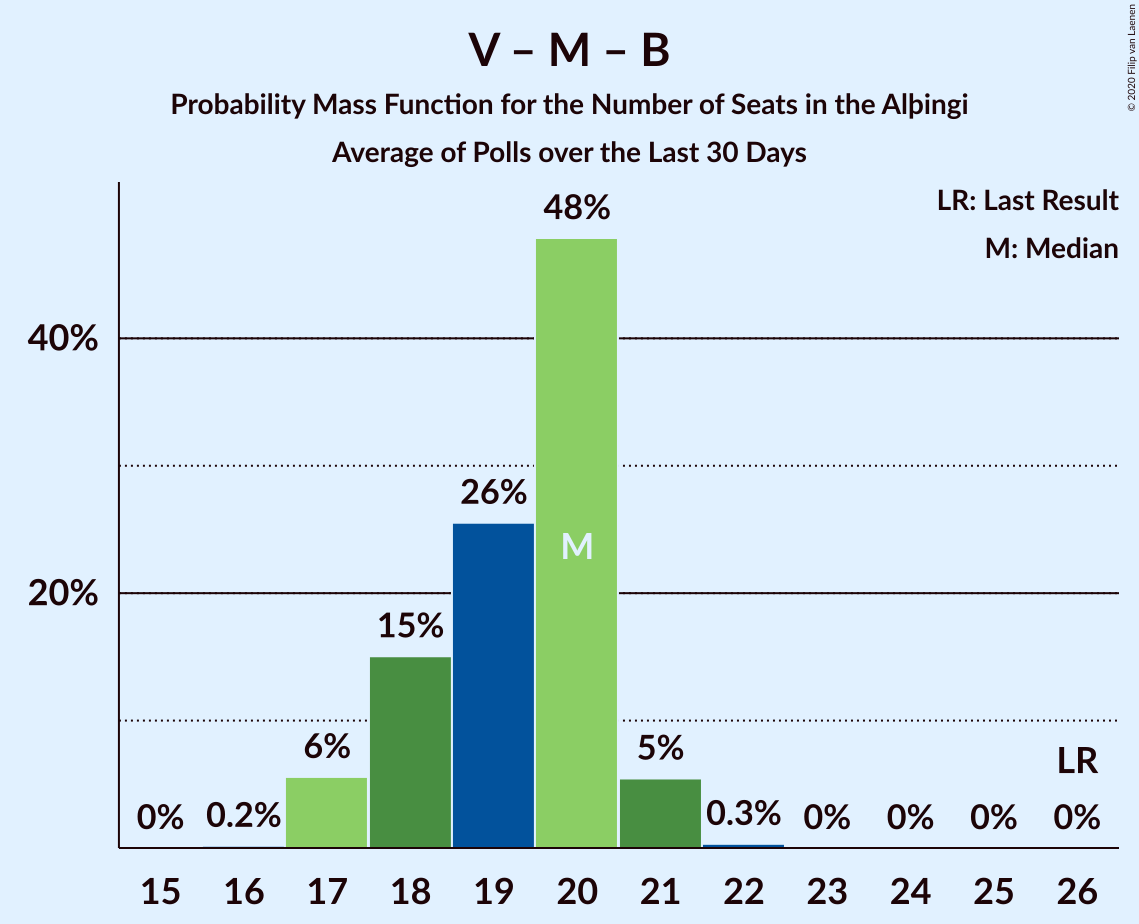 V – M – B
Probability Mass Function for the Number of Seats in the Alþingi
Average of Polls over the Last 30 Days
© 2020 Filip van Laenen
LR: Last Result
M: Median
40%
20%
0%
0.2%
6%
15%
26%
48%
M
5%
0.3%
0%
0%
0%
LR
0%
15 16 17 18 19 20 21 22 23 24 25 26